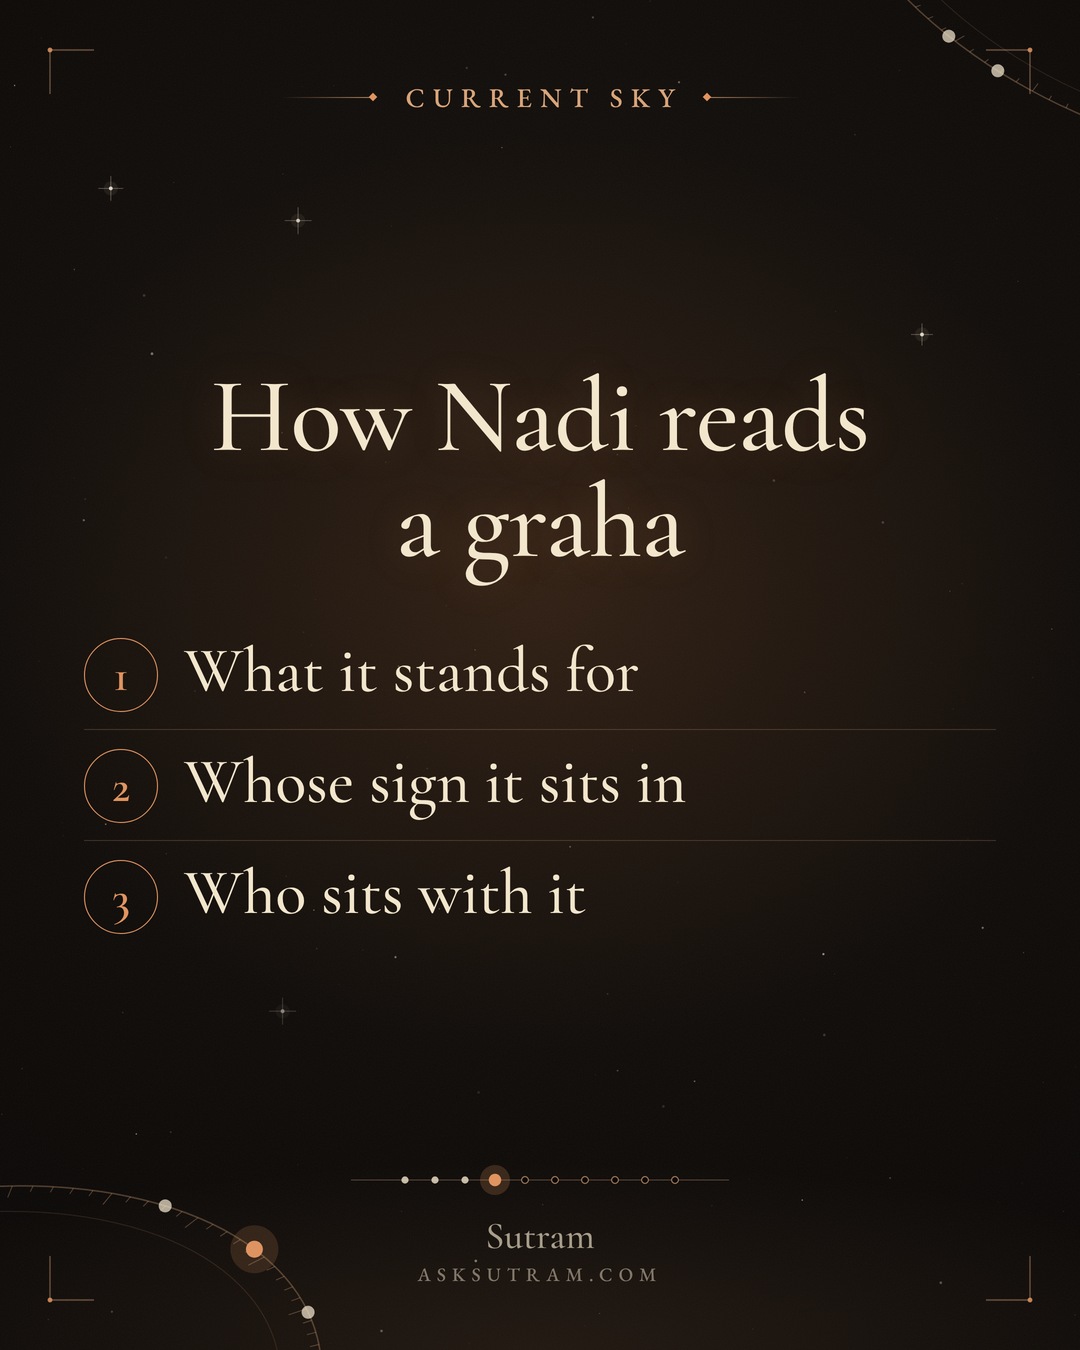 CURRENT SKY
How Nadi reads
a graha
1 What it stands for
2 Whose sign it sits in
3 Who sits with it
Sutram
ASKSUTRAM.COM